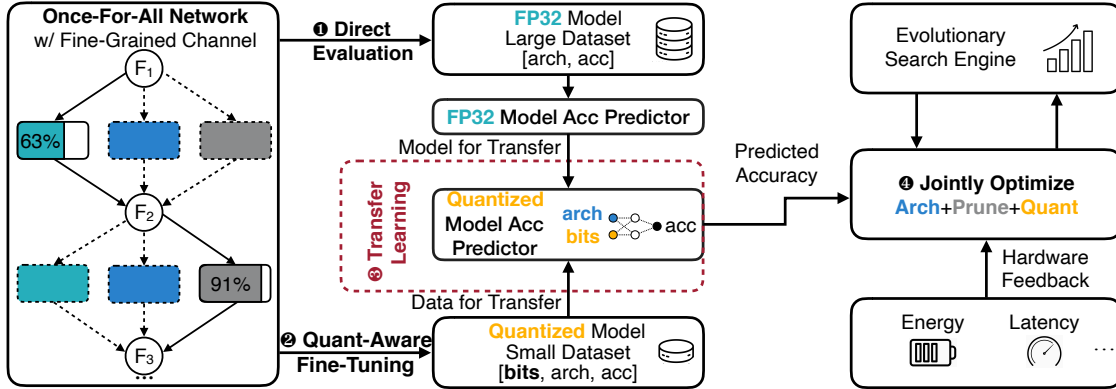 Once-For-All Network
w/ Fine-Grained Channel
F1
63%
F2
91%
F3
...
❶ Direct
Evaluation
❷ Quant-Aware
Fine-Tuning
FP32 Model
Large Dataset
[arch, acc]
FP32 Model Acc Predictor
Model for Transfer
❸ Transfer
Learning
Quantized
Model Acc
Predictor
arch
bits
acc
Data for Transfer
Quantized Model
Small Dataset
[bits, arch, acc]
Predicted
Accuracy
Evolutionary
Search Engine
❹ Jointly Optimize
Arch+Prune+Quant
Hardware
Feedback
Energy
Latency
....